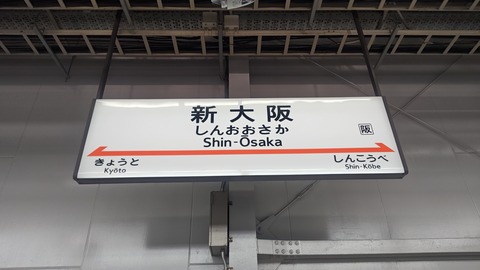 新大阪
しんおおさか
Shin-Ōsaka
阪
きょうと
Kyōto
しんこうべ
Shin-Kōbe